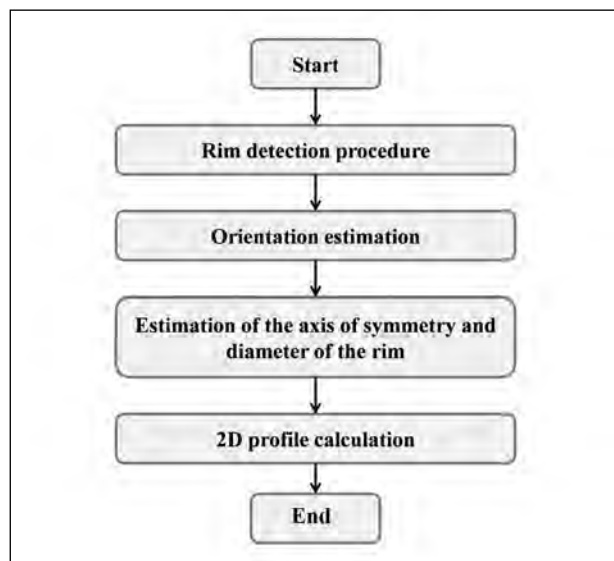 Start
Rim detection procedure
Orientation estimation
Estimation of the axis of symmetry and
diameter of the rim
2D profile calculation
End